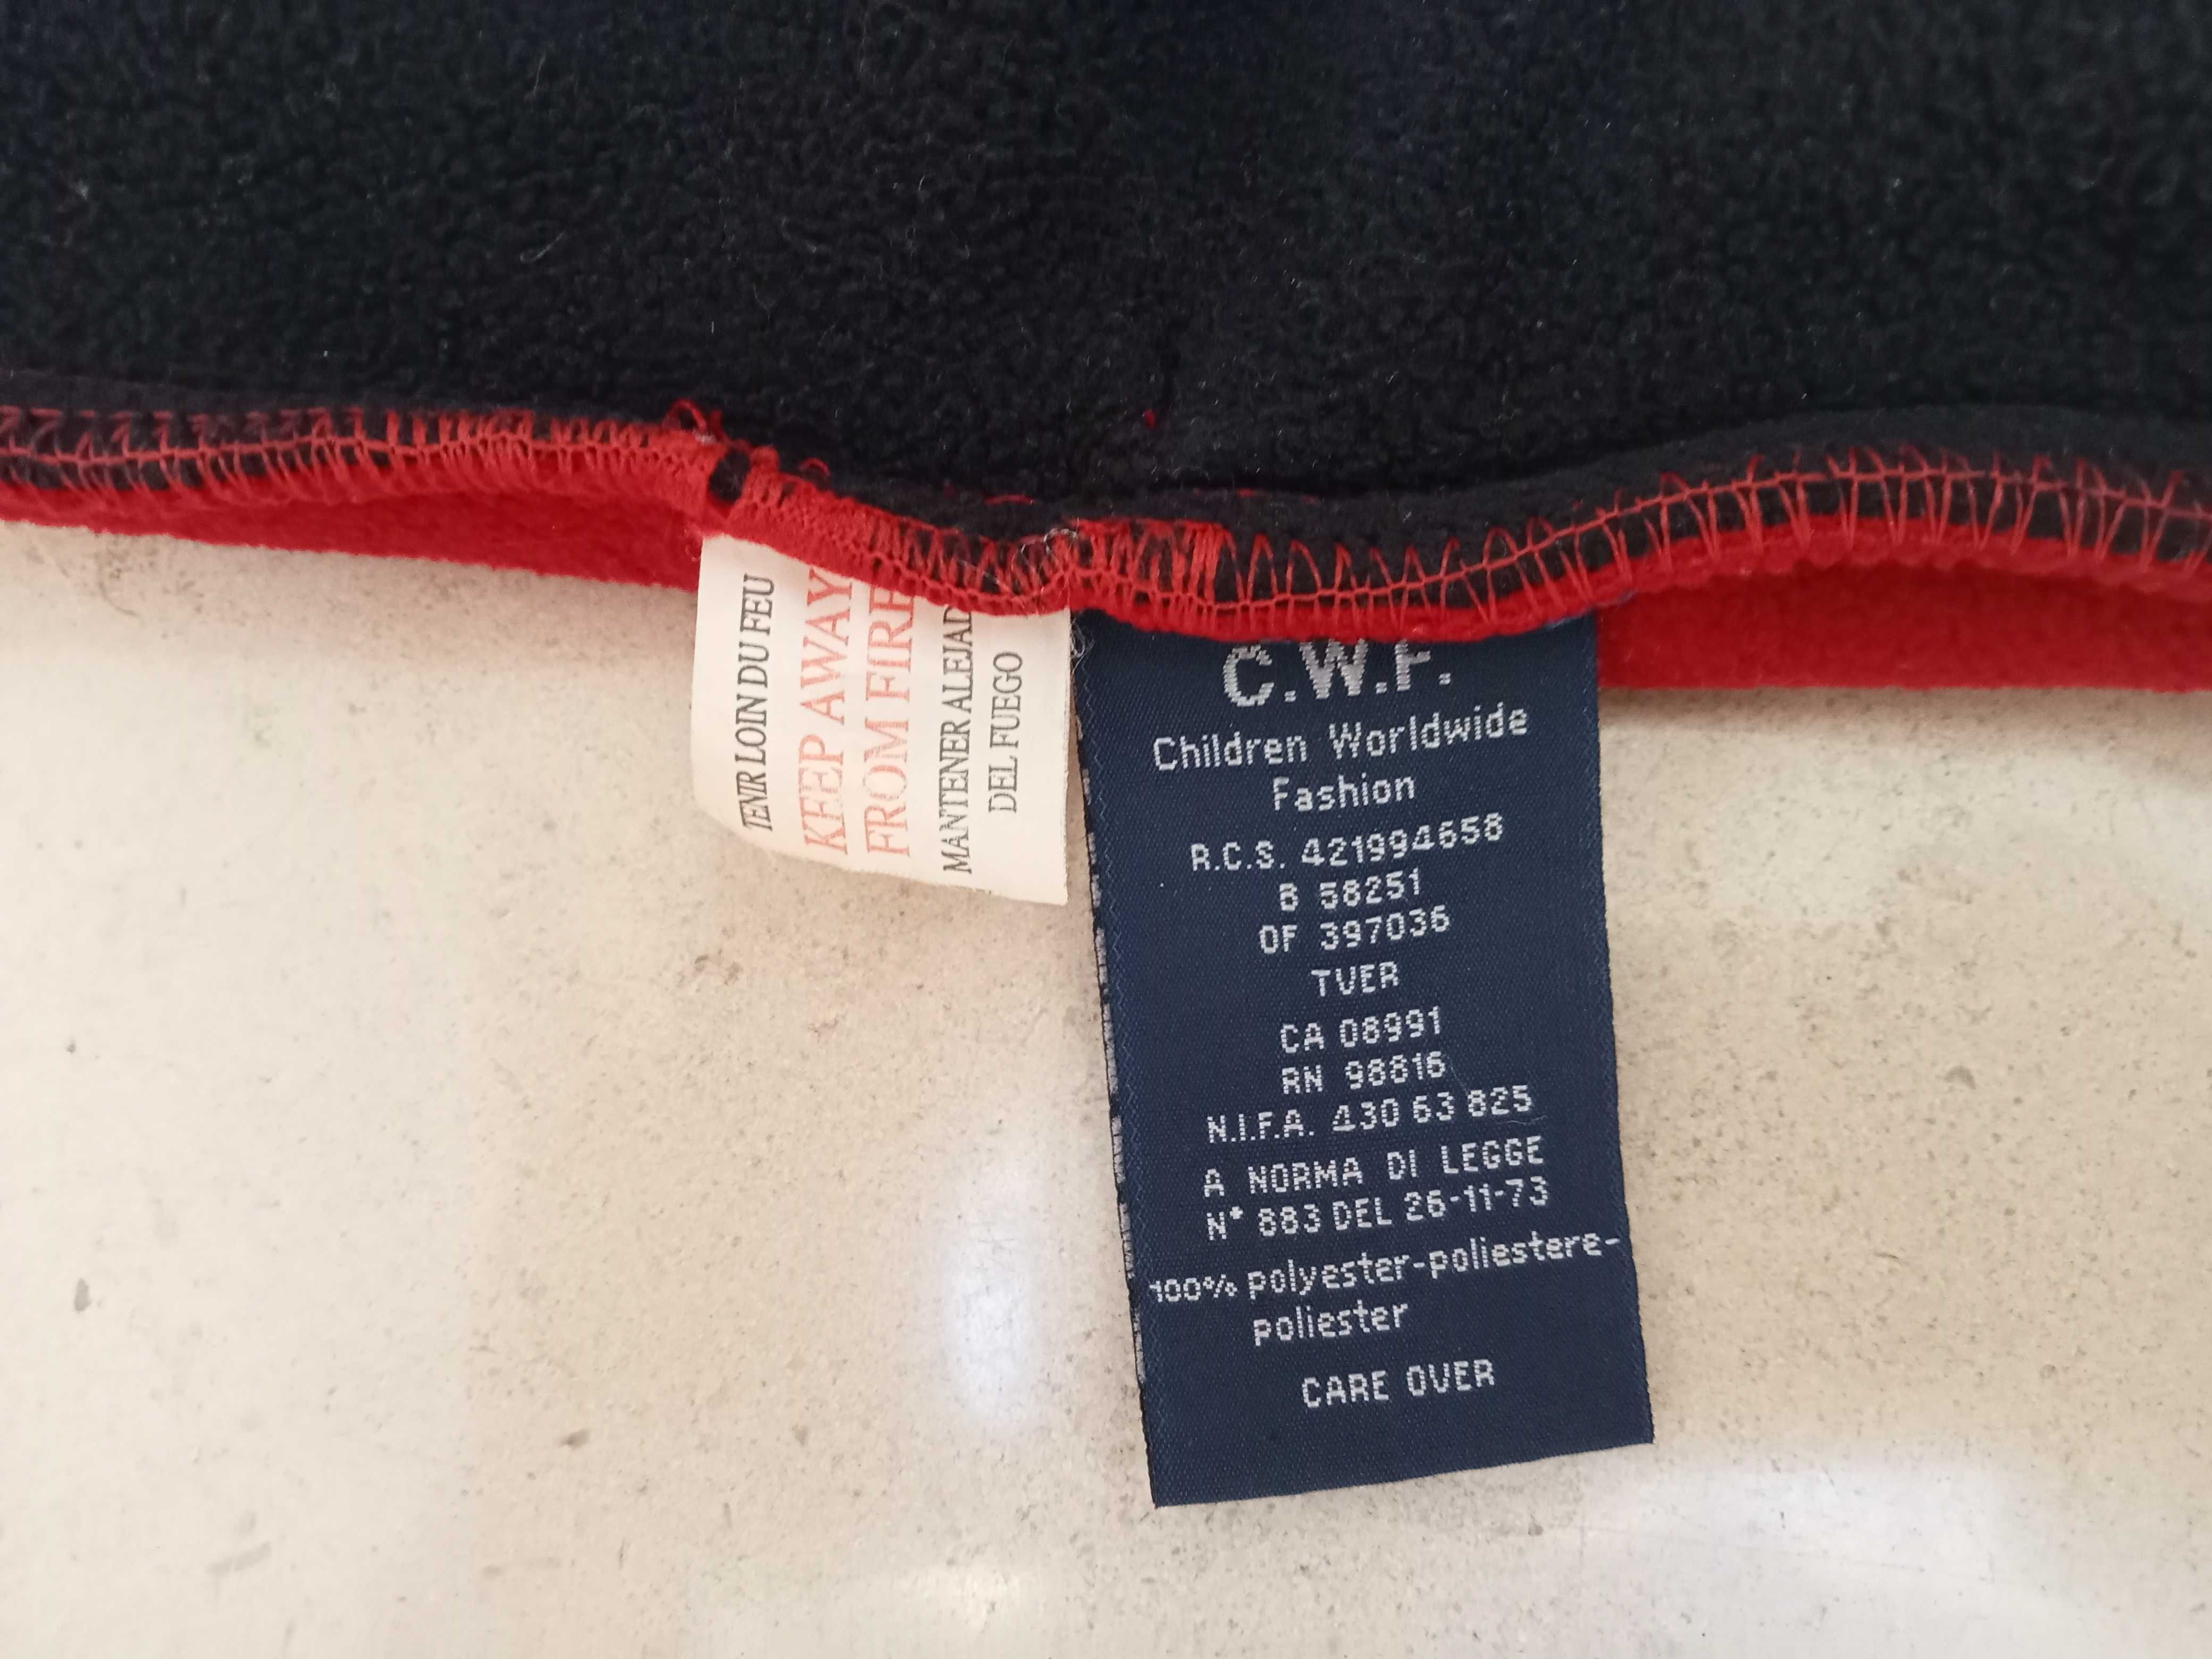 TENIR LOIN DU FEU
KEEP AWAY
FROM FIRE
MANTENER ALEJAD
DEL FUEGO
C.W.F.
Children Worldwide
Fashion
R.C.S. 421994658
B 58251
OF 397036
TVER
CA 08991
RN 98816
N.I.F.A. 430 63 825
A NORMA DI LEGGE
N° 883 DEL 26-11-73
100% polyester-poliestere-
poliester
CARE OVER